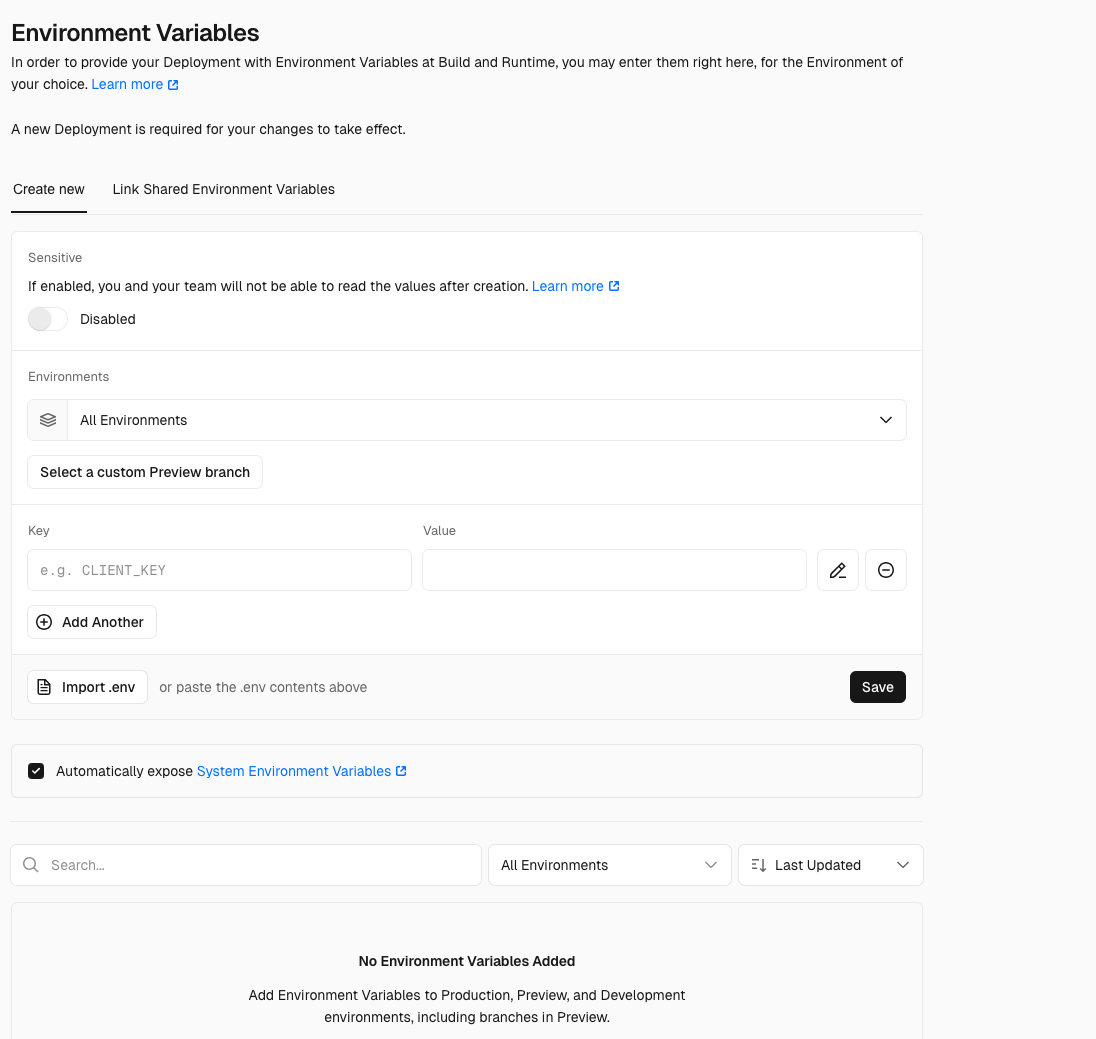 Environment Variables
In order to provide your Deployment with Environment Variables at Build and Runtime, you may enter them right here, for the Environment of
your choice. Learn more
A new Deployment is required for your changes to take effect.
Create new Link Shared Environment Variables
Sensitive
If enabled, you and your team will not be able to read the values after creation. Learn more
Disabled
Environments
All Environments
Select a custom Preview branch
Key Value
e.g. CLIENT_KEY
Add Another
Import .env or paste the .env contents above Save
Automatically expose System Environment Variables
Search... All Environments Last Updated
No Environment Variables Added
Add Environment Variables to Production, Preview, and Development
environments, including branches in Preview.